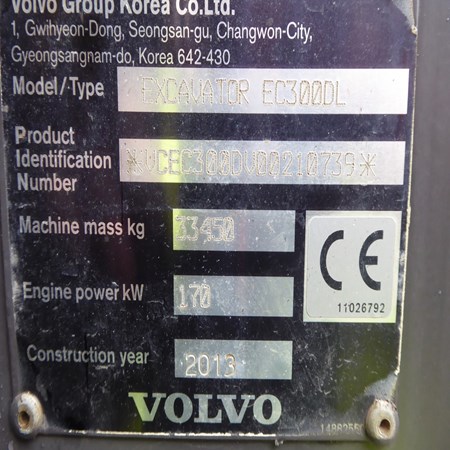 Volvo Group Korea Co.Ltd.
1, Gwihyeon-Dong, Seongsan-gu, Changwon-City,
Gyeongsangnam-do, Korea 642-430
Model/Type EXCAVATOR EC300DL
Product
Identification *VCEC300DV00210739*
Number
Machine mass kg 33450
CE
Engine power kW 170
11026792
Construction year 2013
VOLVO